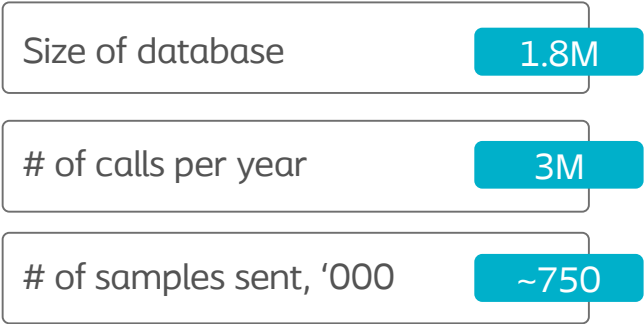 Size of database 1.8M
# of calls per year 3M
# of samples sent, ‘000 ~750